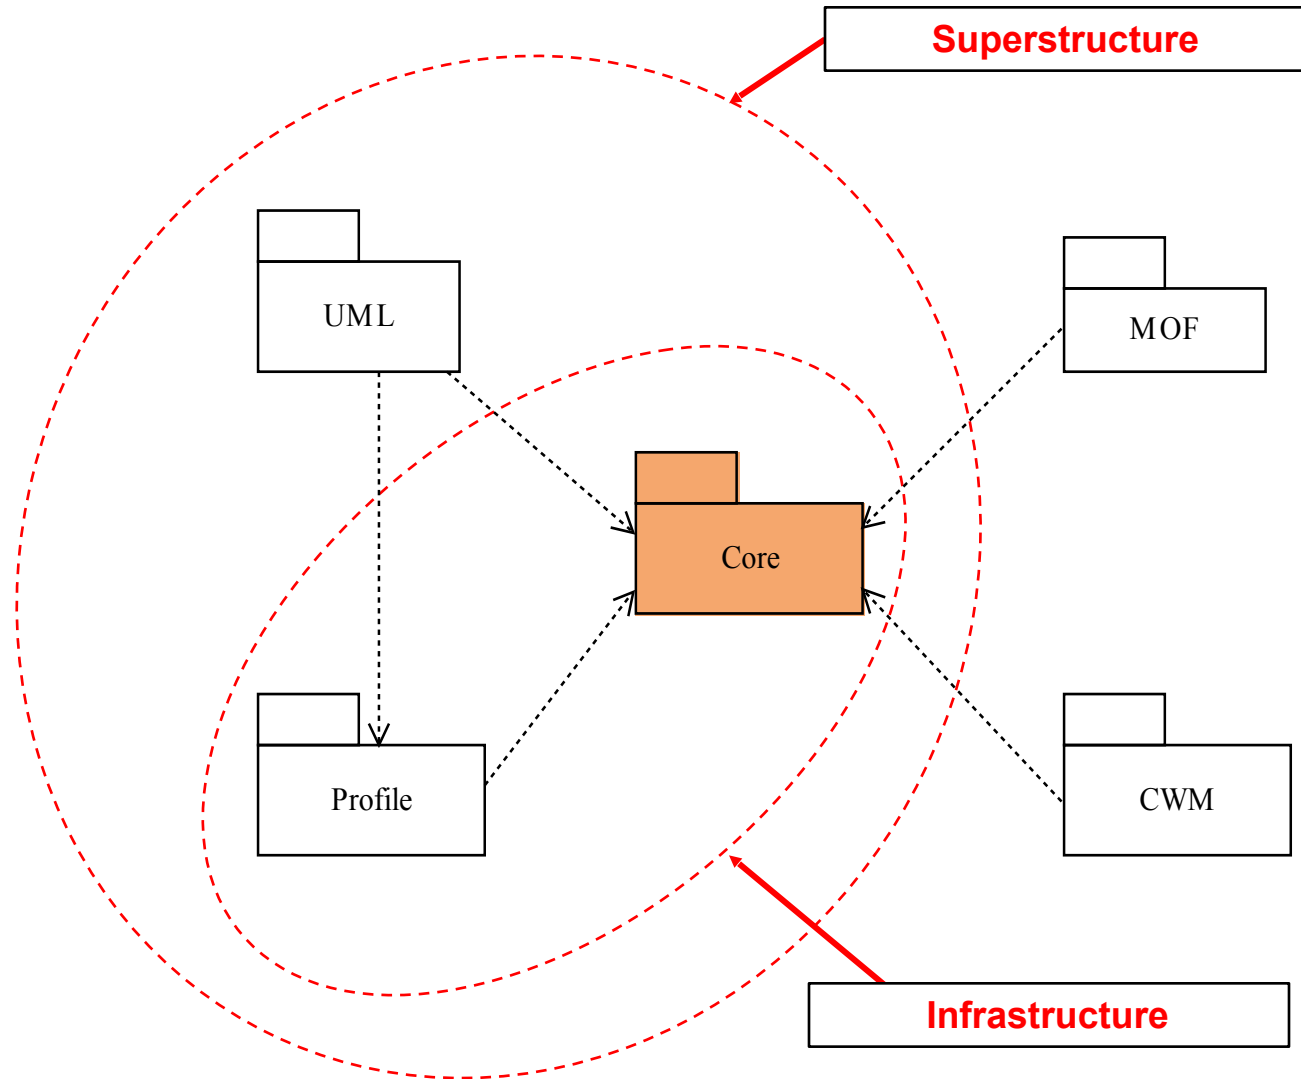 Superstructure
UML
MOF
Core
Profile
CWM
Infrastructure